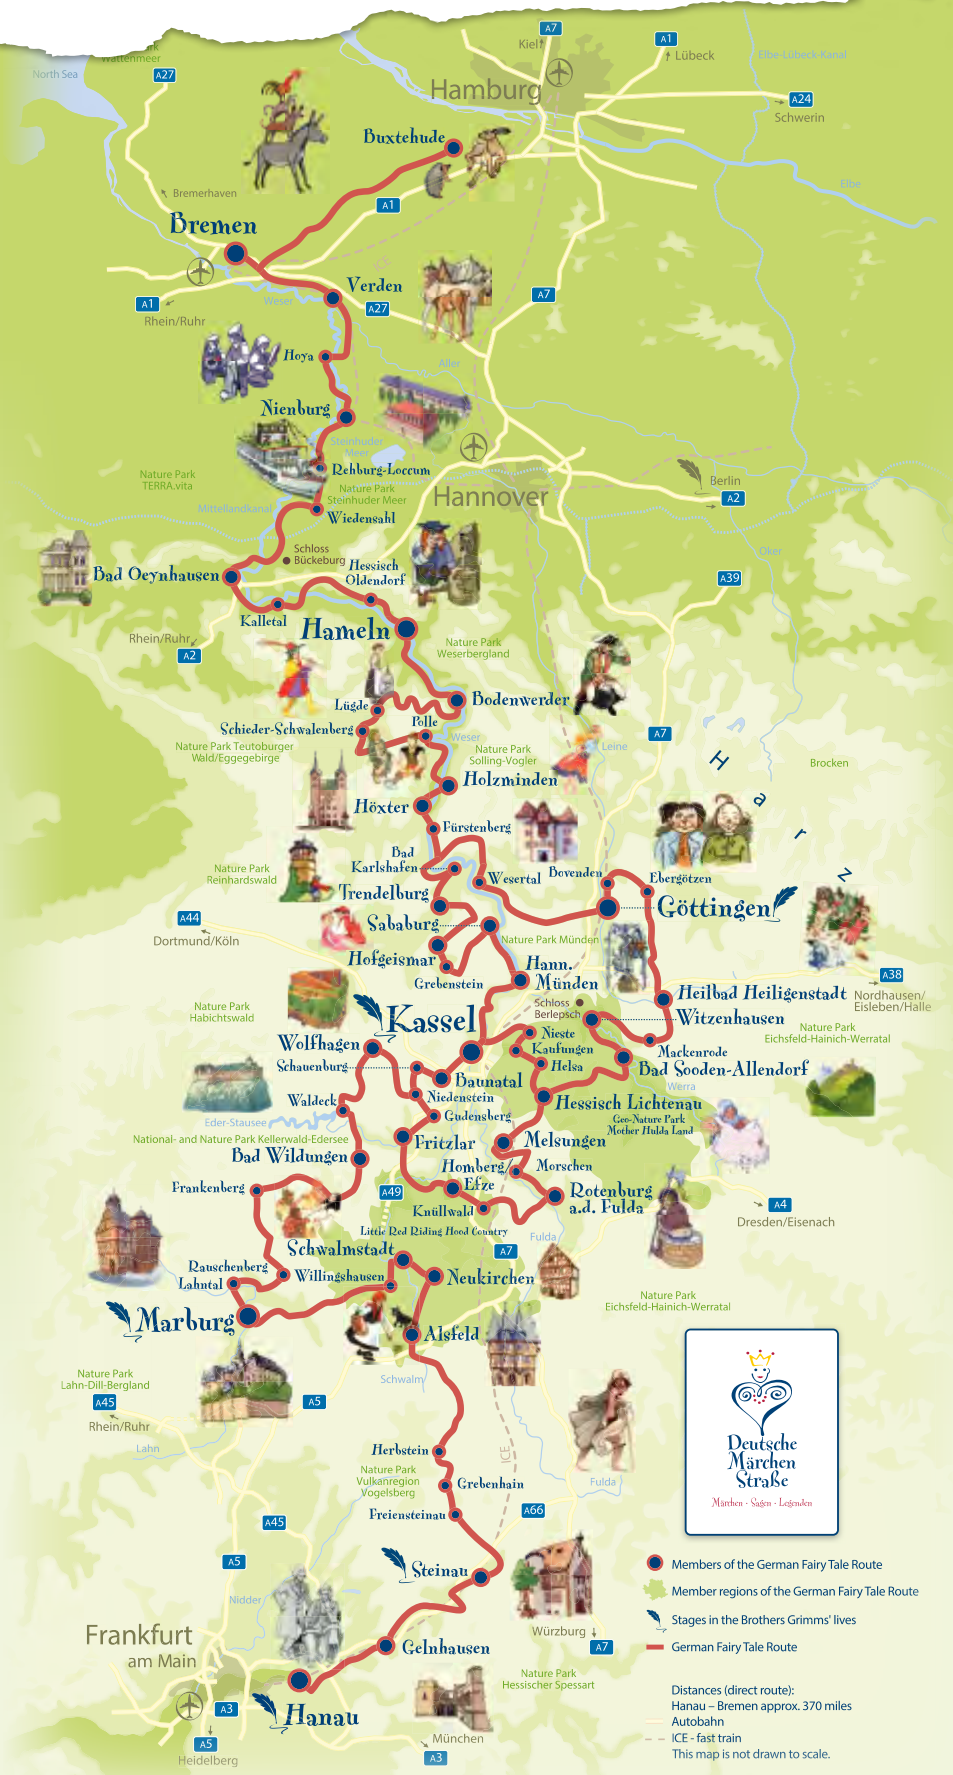 A7
Kiel
A1
Lübeck
Wattenmeer
North Sea
A27
Elbe-Lübeck-Kanal
Hamburg
A24
Schwerin
Buxtehude
Elbe
Bremerhaven
A1
Bremen
ICE
Verden
A7
A1
Weser
A27
Rhein/Ruhr
Hoya
Aller
Nienburg
Steinhuder
Meer
Rehburg-Loccum
Nature Park
TERRA.vita
Nature Park
Steinhuder Meer
Hannover
Berlin
A2
Mittellandkanal
Wiedensahl
Schloss
Bückeburg
Oker
Hessisch
Oldendorf
Bad Oeynhausen
A39
Kalletal
Hameln
Rhein/Ruhr
A2
Nature Park
Weserbergland
Bodenwerder
Lügde
Polle
Schieder-Schwalenberg
Weser
A7
Nature Park Teutoburger
Wald/Eggegebirge
Nature Park
Solling-Vogler
Leine
Harz
Brocken
Holzminden
Höxter
Fürstenberg
Bad
Karlshafen
Nature Park
Reinhardswald
Wesertal
Bovenden
Ebergötzen
Trendelburg
Göttingen
A44
Dortmund/Köln
Sababurg
Nature Park Münden
Hofgeismar
Grebenstein
Hann.
Münden
A38
Nordhausen/
Eisleben/Halle
Heilbad Heiligenstadt
Nature Park
Habichtswald
Schloss
Berlepsch
Kassel
Witzenhausen
Nature Park
Eichsfeld-Hainich-Werratal
Wolfhagen
Nieste
Kaufungen
Mackenrode
Schauenburg
Helsa
Bad Sooden-Allendorf
Baunatal
Werra
Waldeck
Niedenstein
Hessisch Lichtenau
Gudensberg
Geo-Nature Park
Mother Hulda Land
Eder-Stausee
National- and Nature Park Kellerwald-Edersee
Fritzlar
Melsungen
Bad Wildungen
Homberg/
Efze
Morschen
Frankenberg
A49
Rotenburg
a.d. Fulda
A4
Knüllwald
Dresden/Eisenach
Little Red Riding Hood Country
Fulda
Schwalmstadt
A7
Rauschenberg
Willingshausen
Neukirchen
Lahntal
Nature Park
Eichsfeld-Hainich-Werratal
Marburg
Alsfeld
Nature Park
Lahn-Dill-Bergland
Schwalm
A45
Rhein/Ruhr
A5
Lahn
Deutsche
Märchen
Straße
Märchen · Sagen · Legenden
Herbstein
ICE
Nature Park
Vulkanregion
Vogelsberg
Grebenhain
Fulda
Freiensteinau
A66
A45
A5
Steinau
Members of the German Fairy Tale Route
Member regions of the German Fairy Tale Route
Nidder
Stages in the Brothers Grimms' lives
Frankfurt
am Main
Würzburg
A7
Gelnhausen
German Fairy Tale Route
Nature Park
Hessischer Spessart
Distances (direct route):
Hanau – Bremen approx. 370 miles
Autobahn
ICE - fast train
This map is not drawn to scale.
A3
Hanau
A5
Heidelberg
München
A3